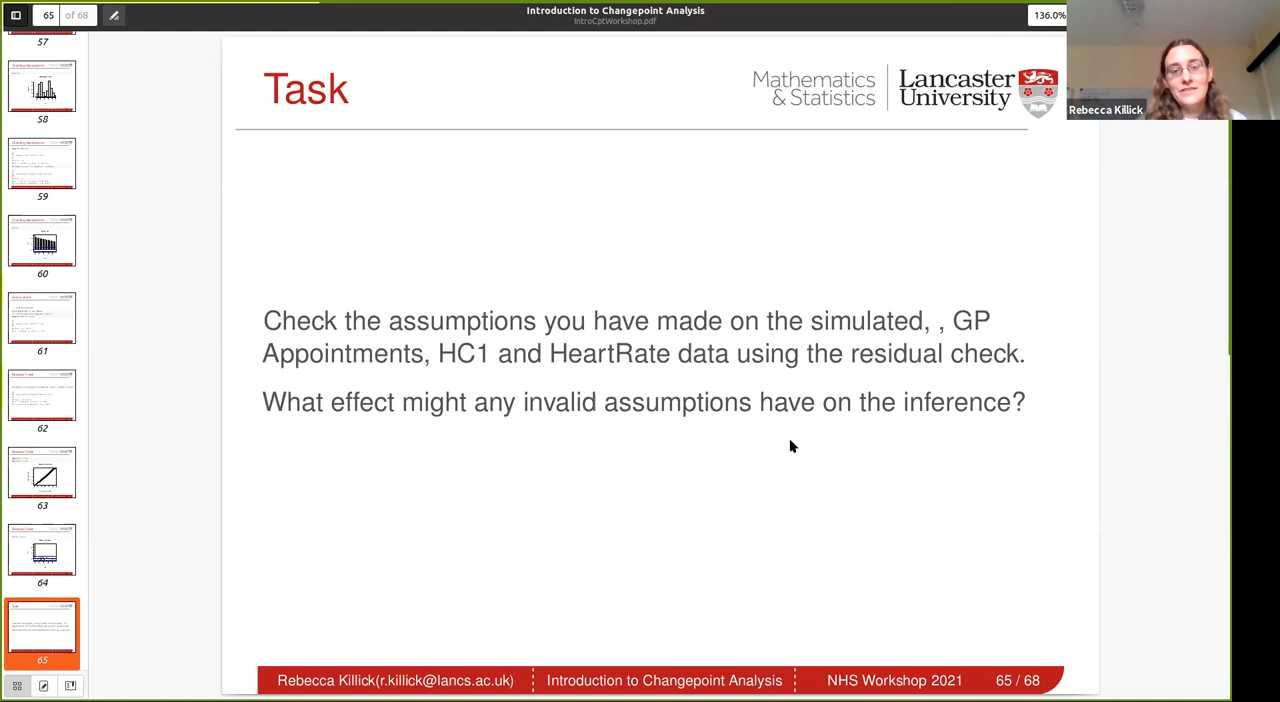 65 of 68
Introduction to Changepoint Analysis
IntroCptWorkshop.pdf
136.0%
Rebecca Killick
57
58
59
60
61
62
63
64
65
Task
Mathematics
& Statistics
Lancaster
University
Check the assumptions you have made on the simulated, , GP
Appointments, HC1 and HeartRate data using the residual check.
What effect might any invalid assumptions have on the inference?
Rebecca Killick(r.killick@lancs.ac.uk) Introduction to Changepoint Analysis NHS Workshop 2021 65 / 68